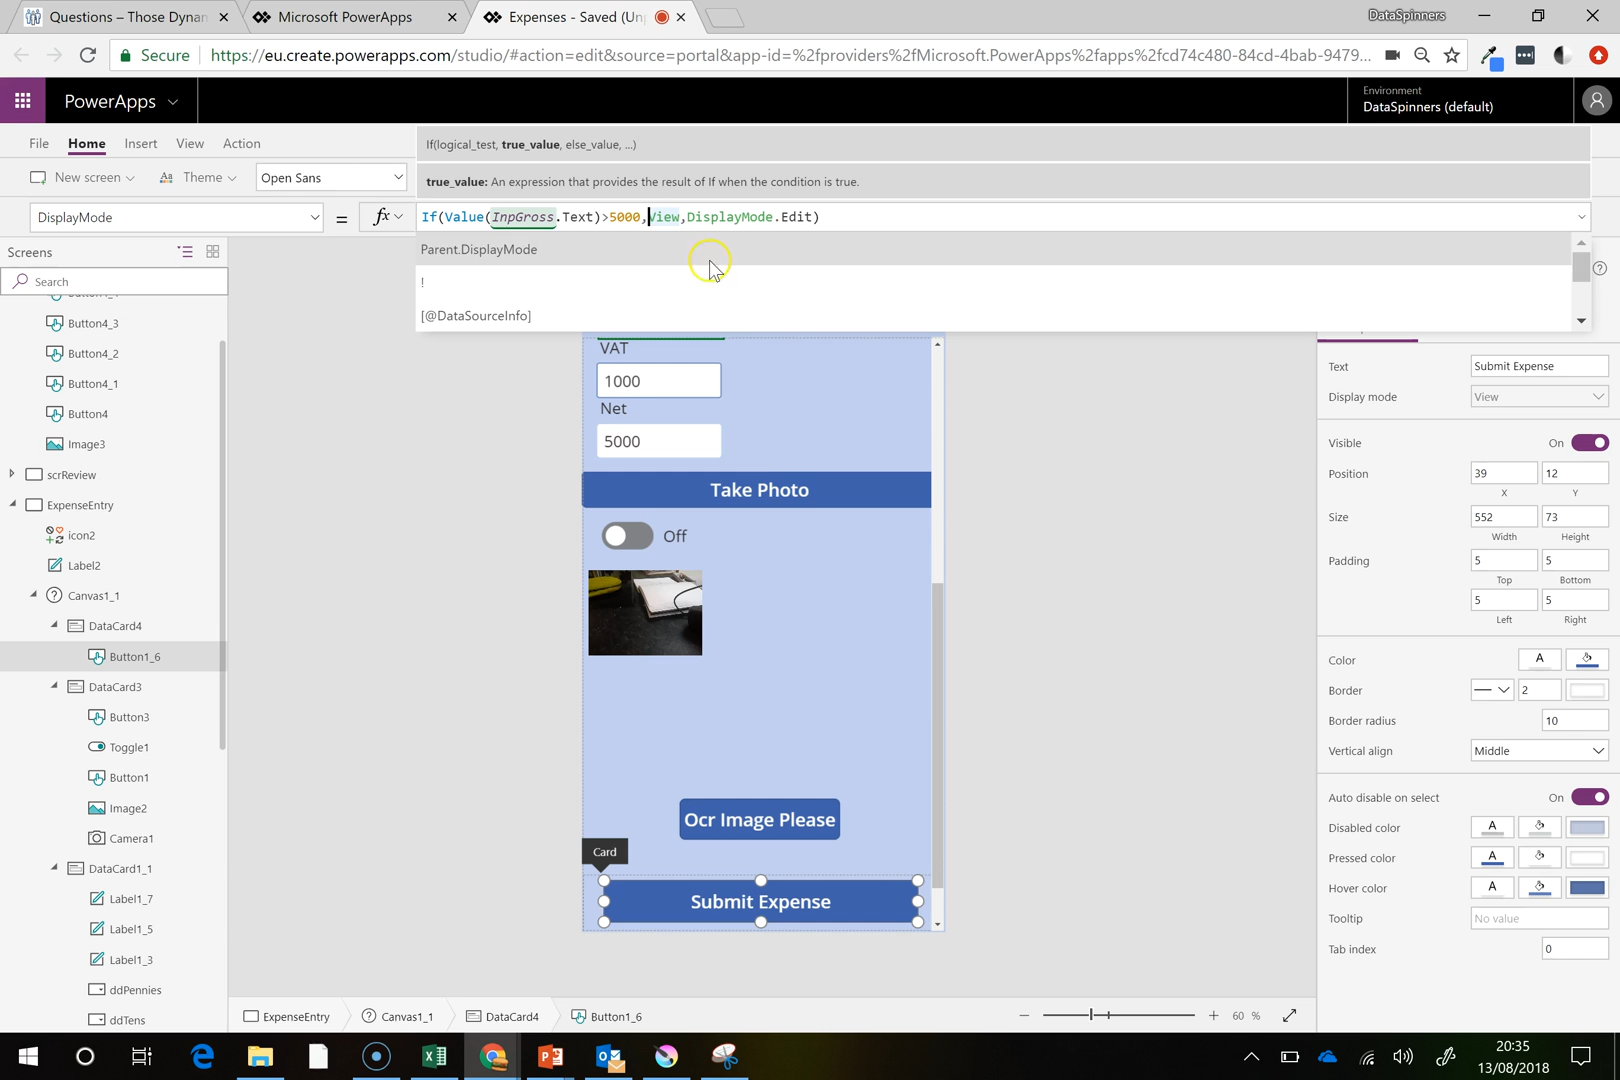 Questions – Those Dynan
Microsoft PowerApps
Expenses - Saved (Un
DataSpinners
Secure
https://eu.create.powerapps.com/studio/#action=edit&source=portal&app-id=%2fproviders%2fMicrosoft.PowerApps%2fapps%2fcd74c480-84cd-4bab-9479...
PowerApps
Environment
DataSpinners (default)
File
Home
Insert
View
Action
If(logical_test, true_value, else_value, ...)
New screen
Theme
Open Sans
true_value: An expression that provides the result of If when the condition is true.
DisplayMode
=
fx
If(Value(InpGross.Text)>5000,View,DisplayMode.Edit)
Parent.DisplayMode
!
[@DataSourceInfo]
Screens
Search
Button4_3
Button4_2
Button4_1
Button4
Image3
scrReview
ExpenseEntry
icon2
Label2
Canvas1_1
DataCard4
Button1_6
DataCard3
Button3
Toggle1
Button1
Image2
Camera1
DataCard1_1
Label1_7
Label1_5
Label1_3
ddPennies
ddTens
VAT
1000
Net
5000
Take Photo
Off
Ocr Image Please
Card
Submit Expense
Text
Submit Expense
Display mode
View
Visible
On
Position
39
12
X
Y
Size
552
73
Width
Height
Padding
5
5
Top
Bottom
5
5
Left
Right
Color
A
Border
2
Border radius
10
Vertical align
Middle
Auto disable on select
On
Disabled color
A
Pressed color
A
Hover color
A
Tooltip
No value
Tab index
0
ExpenseEntry
Canvas1_1
DataCard4
Button1_6
60 %
20:35
13/08/2018